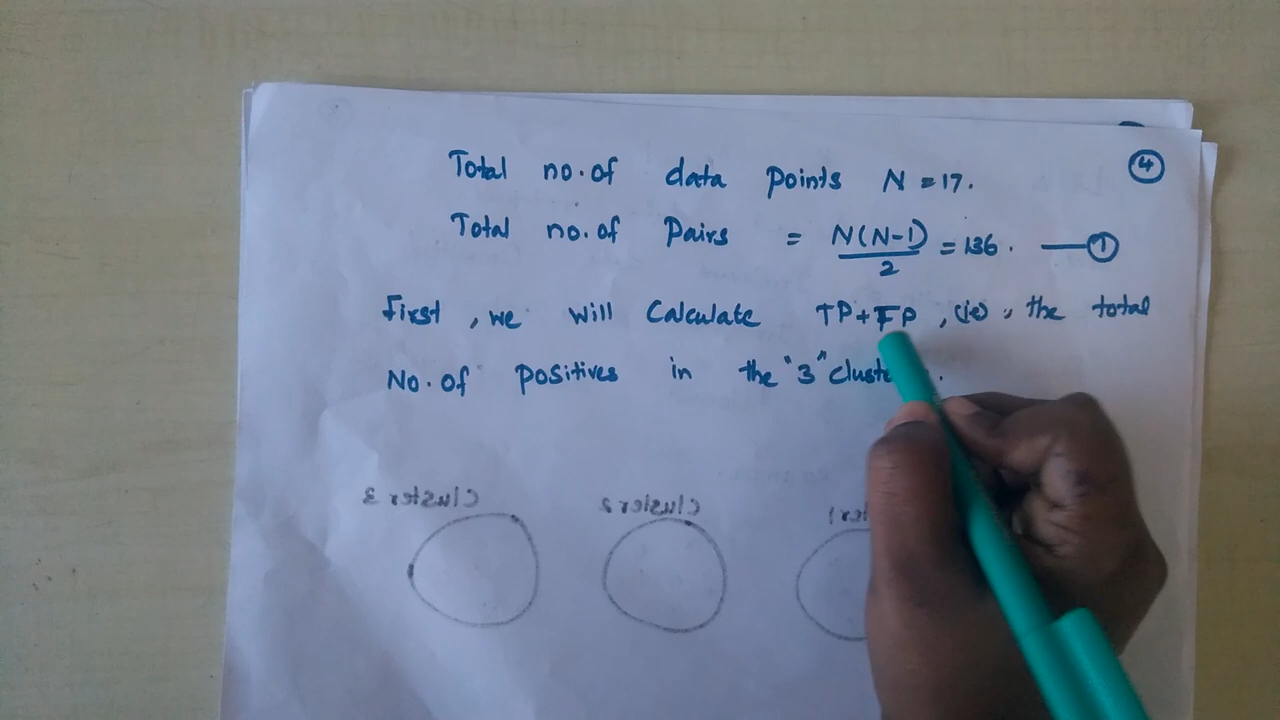 ④
Total no.of data points N = 17.
Total no.of Pairs = N(N-1)/2 = 136. —①
First, we will Calculate TP+FP, (ie), the total
No.of positives in the "3" cluste
Cluster 3 Cluster 2